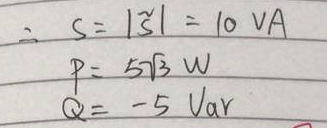 ∴ S = |S̃| = 10 VA
P = 5√3 W
Q = -5 Var